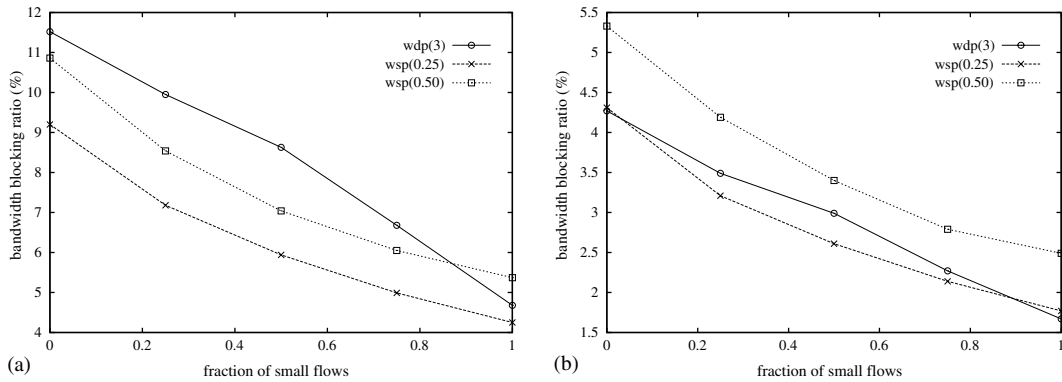 12
11
10
9
8
7
6
5
4
bandwidth blocking ratio (%)
wdp(3)
wsp(0.25)
wsp(0.50)
0
0.2
0.4
0.6
0.8
1
fraction of small flows
(a)
5.5
5
4.5
4
3.5
3
2.5
2
1.5
bandwidth blocking ratio (%)
wdp(3)
wsp(0.25)
wsp(0.50)
0
0.2
0.4
0.6
0.8
1
fraction of small flows
(b)